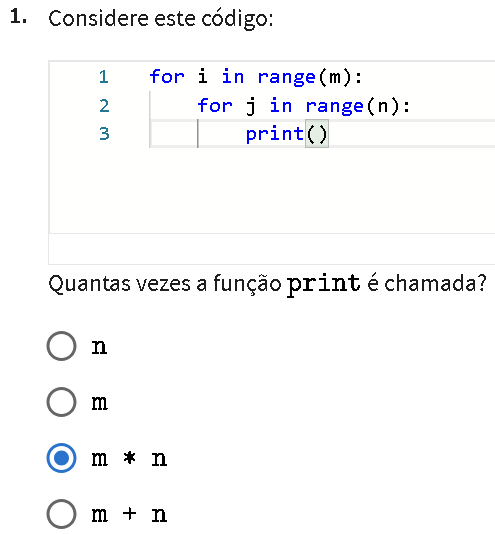 1. Considere este código:
1 for i in range(m):
2 for j in range(n):
3 print()
Quantas vezes a função print é chamada?
n
m
m * n
m + n